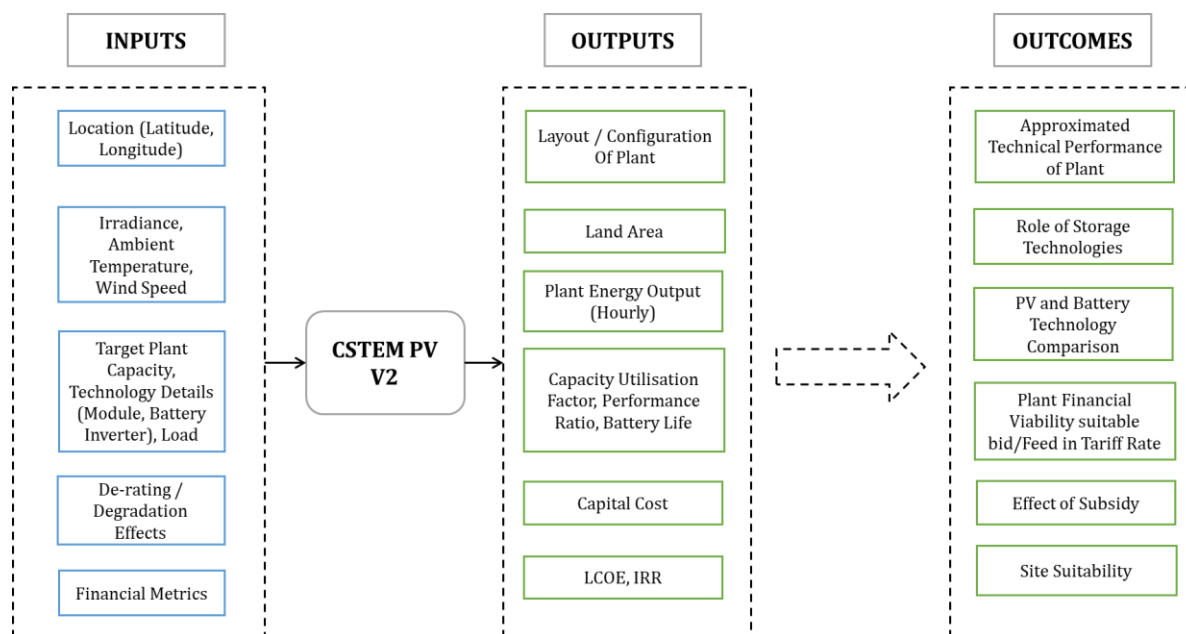 INPUTS
Location (Latitude,
Longitude)
Irradiance,
Ambient
Temperature,
Wind Speed
Target Plant
Capacity,
Technology Details
(Module, Battery
Inverter), Load
De-rating /
Degradation
Effects
Financial Metrics
CSTEM PV
V2
OUTPUTS
Layout / Configuration
Of Plant
Land Area
Plant Energy Output
(Hourly)
Capacity Utilisation
Factor, Performance
Ratio, Battery Life
Capital Cost
LCOE, IRR
OUTCOMES
Approximated
Technical Performance
of Plant
Role of Storage
Technologies
PV and Battery
Technology
Comparison
Plant Financial
Viability suitable
bid/Feed in Tariff Rate
Effect of Subsidy
Site Suitability